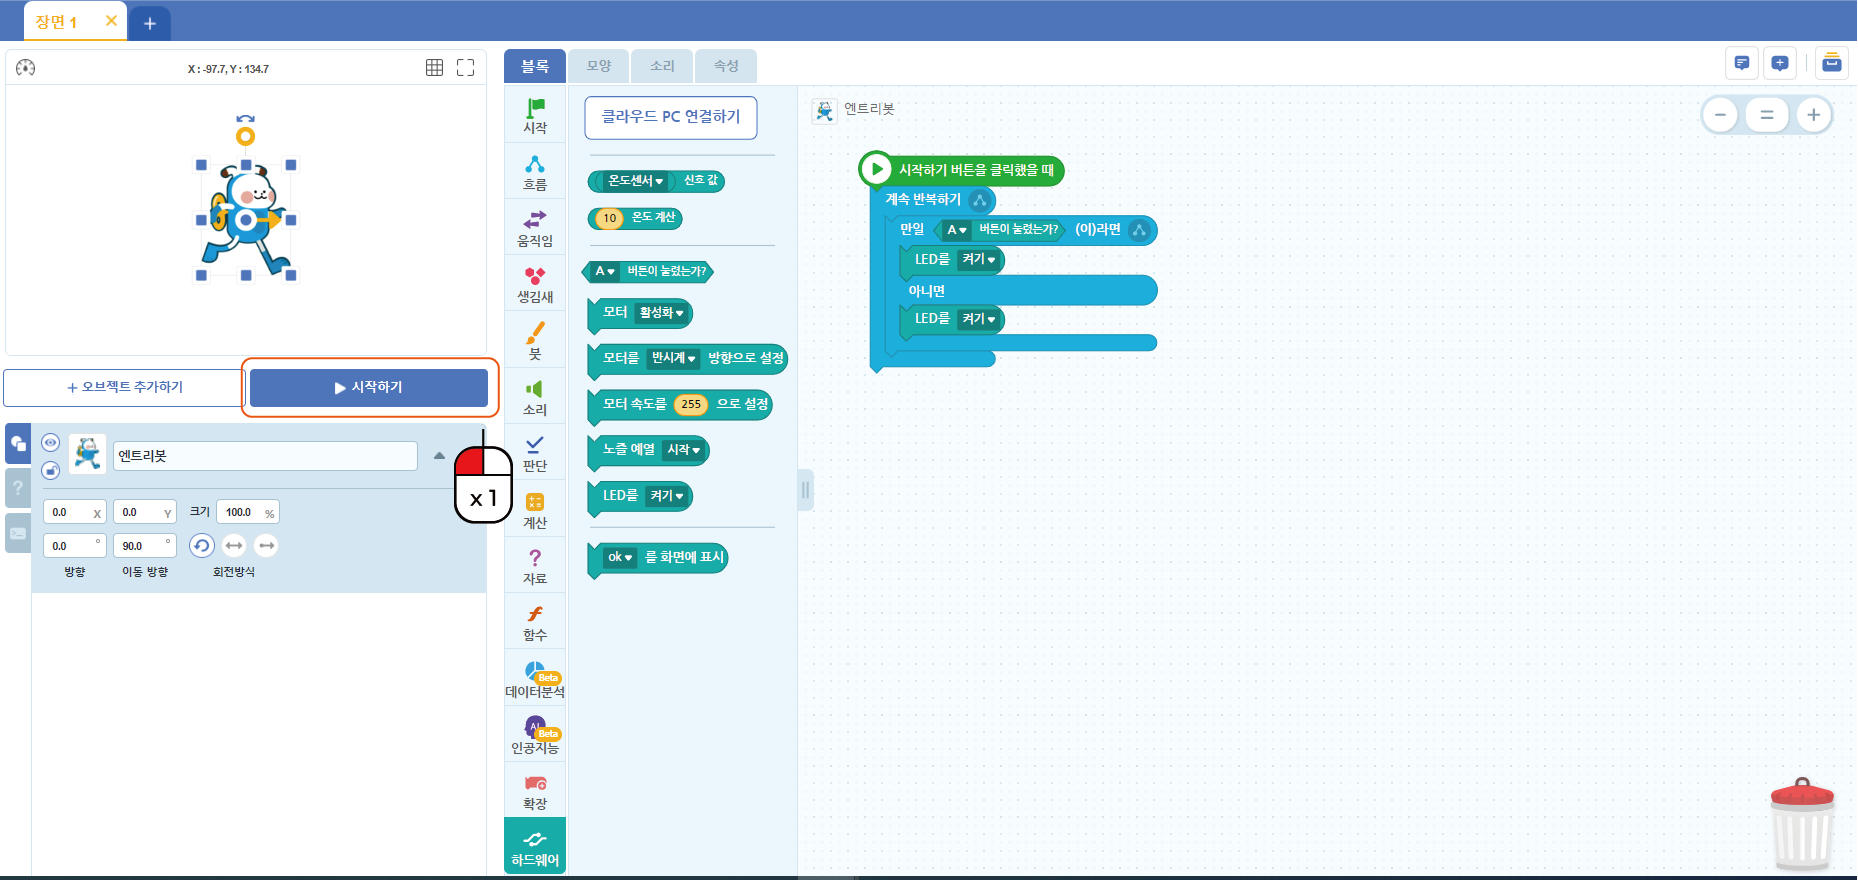 장면 1
X : -97.7, Y : 134.7
+ 오브젝트 추가하기
시작하기
x 1
엔트리봇
0.0 X
0.0 Y
크기 100.0 %
0.0 °
90.0 °
방향
이동 방향
회전방식
블록
모양
소리
속성
시작
흐름
움직임
생김새
붓
소리
판단
계산
자료
함수
Beta
데이터분석
AI
Beta
인공지능
확장
하드웨어
클라우드 PC 연결하기
온도센서 신호 값
10 온도 계산
A 버튼이 눌렸는가?
모터 활성화
모터를 반시계 방향으로 설정
모터 속도를 255 으로 설정
노즐 예열 시작
LED를 켜기
ok 를 화면에 표시
엔트리봇
시작하기 버튼을 클릭했을 때
계속 반복하기
만일 A 버튼이 눌렸는가? (이)라면
LED를 켜기
아니면
LED를 켜기